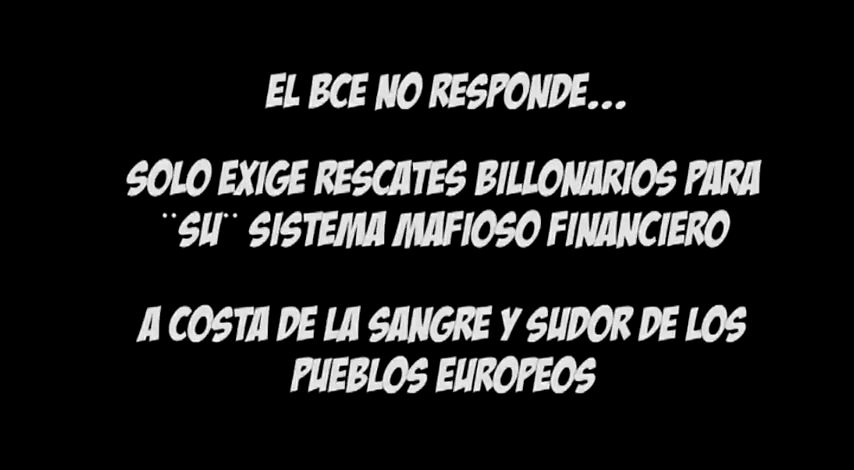 EL BCE NO RESPONDE...
SOLO EXIGE RESCATES BILLONARIOS PARA
¨SU¨ SISTEMA MAFIOSO FINANCIERO
A COSTA DE LA SANGRE Y SUDOR DE LOS
PUEBLOS EUROPEOS